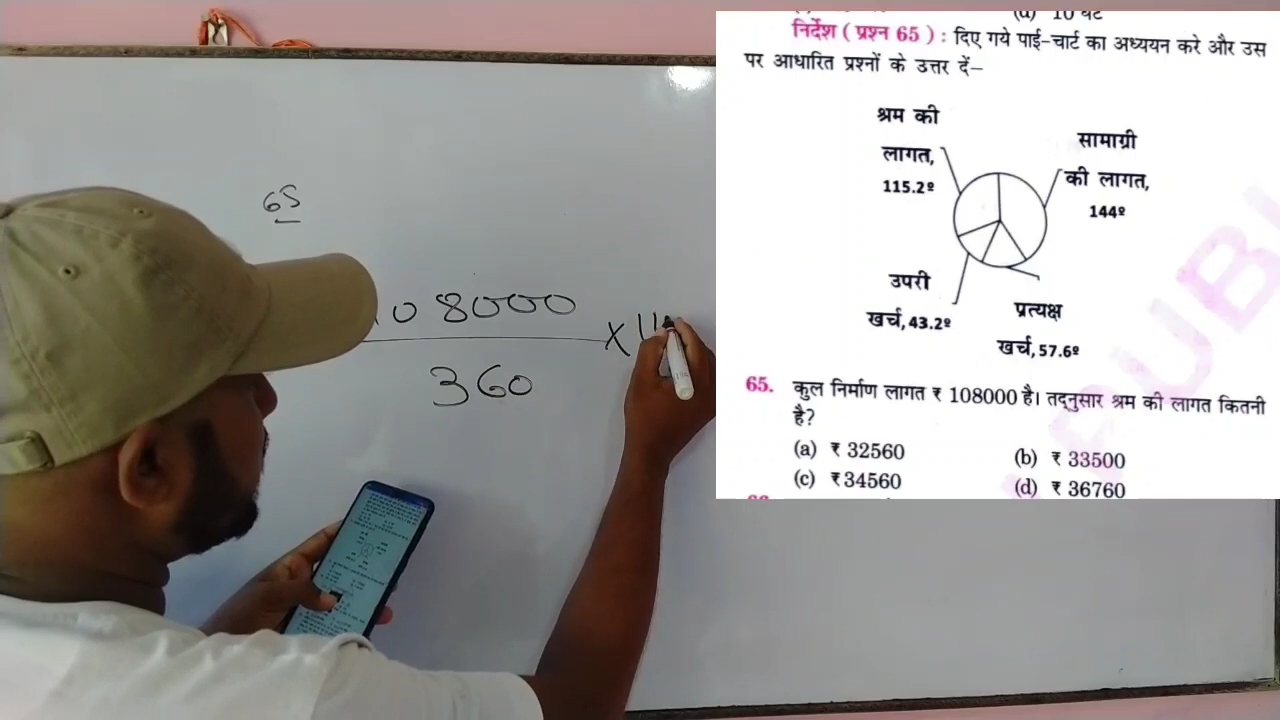 (d) 10 घंटे
निर्देश ( प्रश्न 65 ) : दिए गये पाई-चार्ट का अध्ययन करे और उस
पर आधारित प्रश्नों के उत्तर दें–
श्रम की
लागत,
115.2º
सामाग्री
की लागत,
144º
उपरी
खर्च, 43.2º
प्रत्यक्ष
खर्च, 57.6º
65. कुल निर्माण लागत ₹ 108000 है। तद्नुसार श्रम की लागत कितनी
है?
(a) ₹ 32560
(b) ₹ 33500
(c) ₹34560
(d) ₹ 36760
65
108000
360
x 11